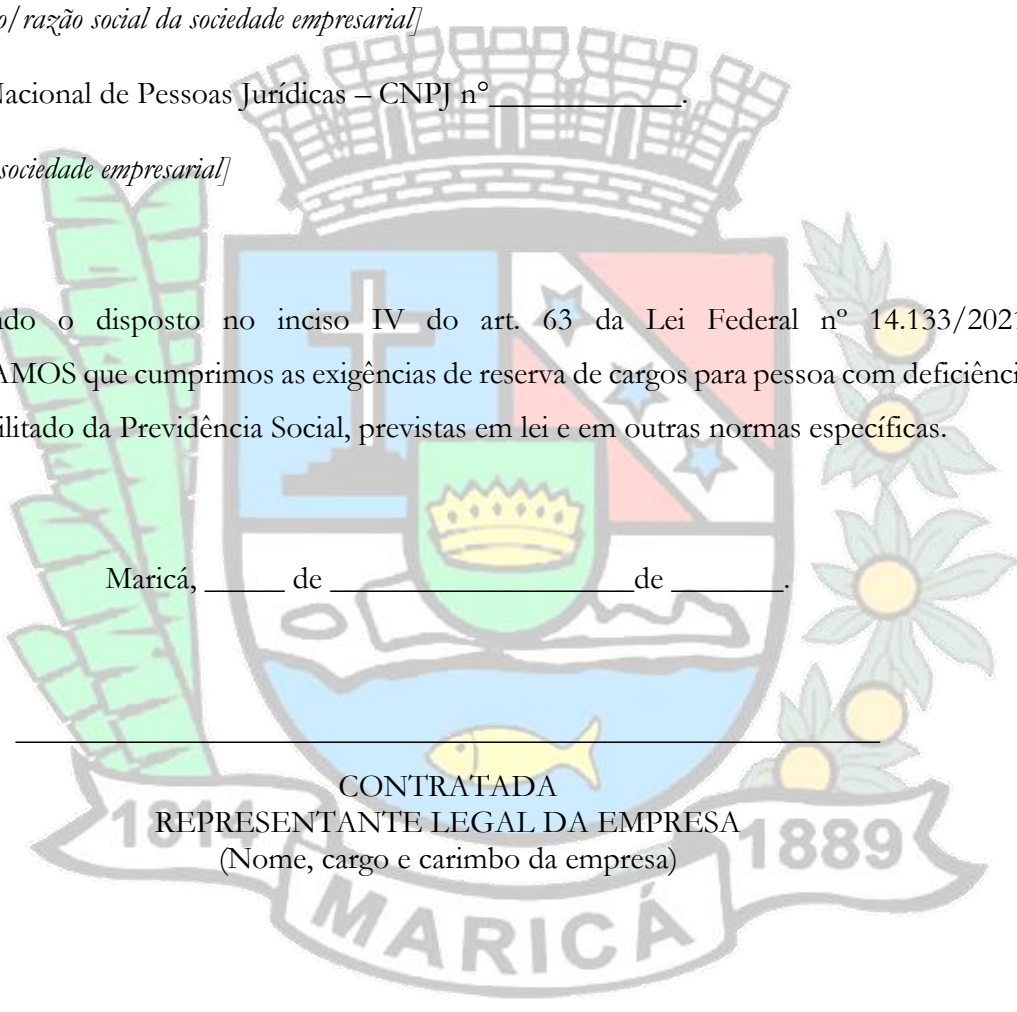 o/razão social da sociedade empresarial]
Nacional de Pessoas Jurídicas – CNPJ n°____________.
sociedade empresarial]
ndo o disposto no inciso IV do art. 63 da Lei Federal nº 14.133/2021
AMOS que cumprimos as exigências de reserva de cargos para pessoa com deficiênci
ilitado da Previdência Social, previstas em lei e em outras normas específicas.
Maricá, _____ de ___________________de _______.
CONTRATADA
REPRESENTANTE LEGAL DA EMPRESA
(Nome, cargo e carimbo da empresa)
1814
1889
MARICÁ